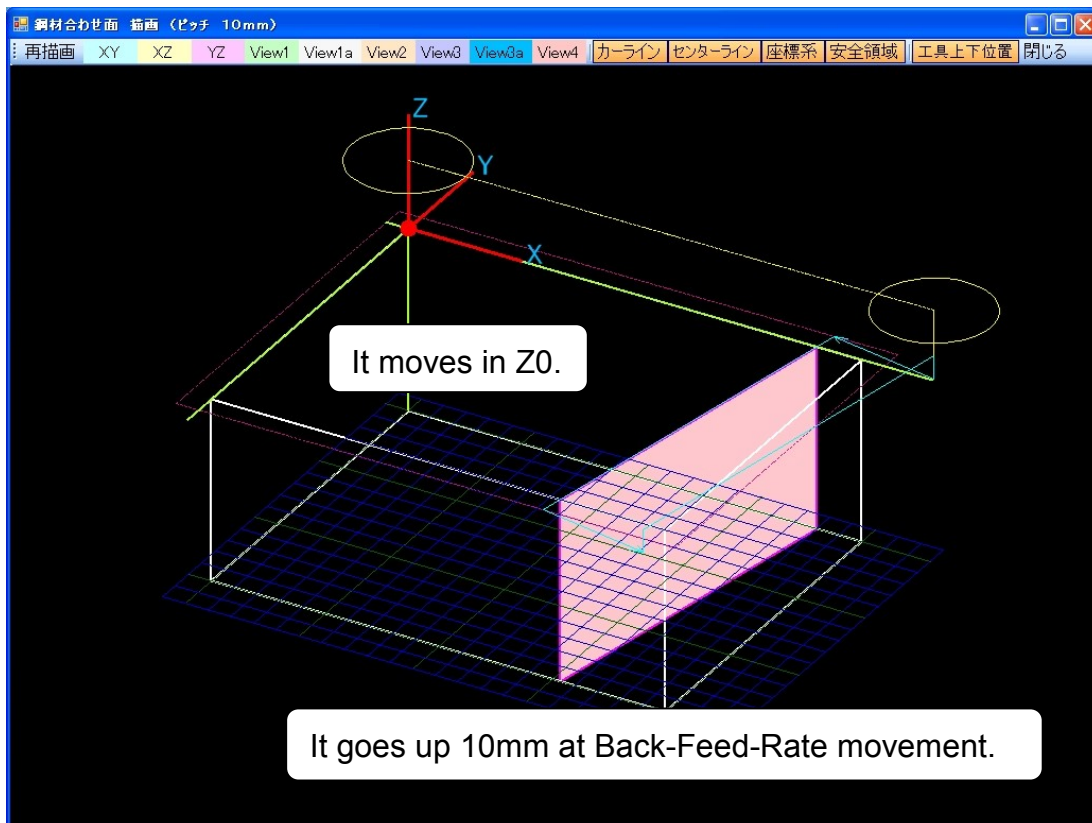 鋼材合わせ面 描画 (ピッチ 10mm)
再描画 XY XZ YZ View1 View1a View2 View3 View3a View4 カーライン センターライン 座標系 安全領域 工具上下位置 閉じる
Z
Y
X
It moves in Z0.
It goes up 10mm at Back-Feed-Rate movement.